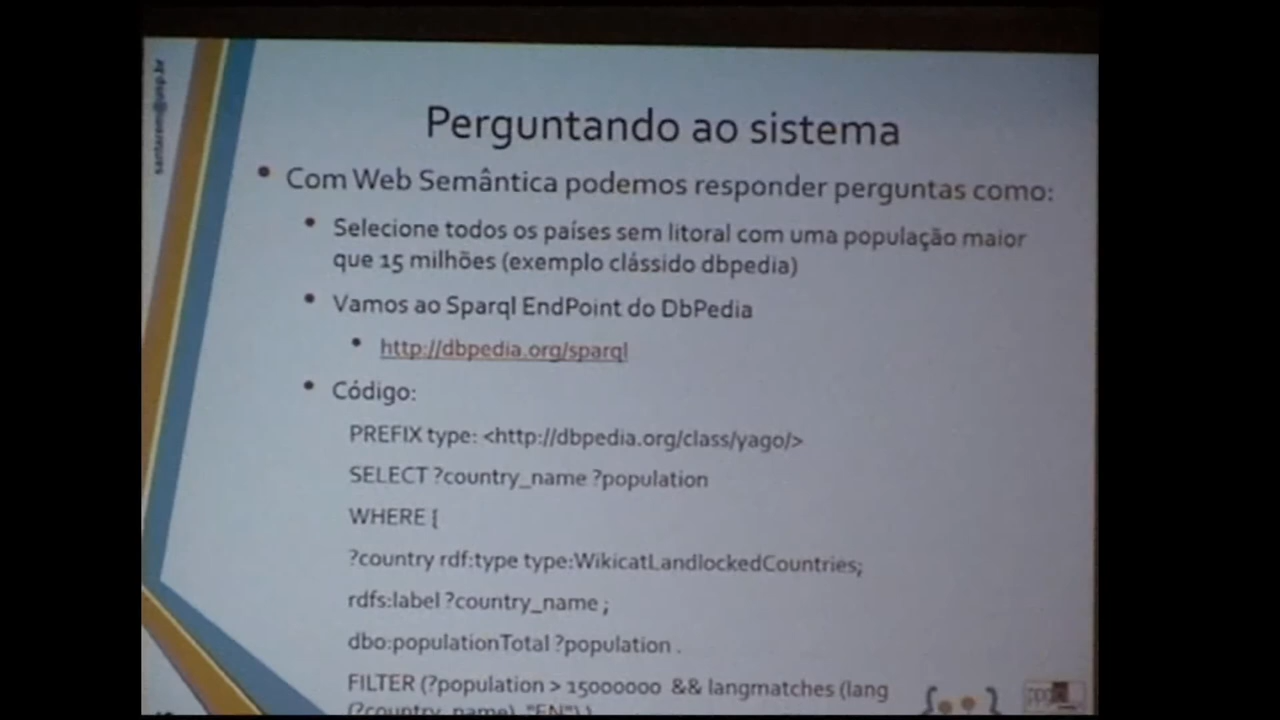 santarem@usp.br
Perguntando ao sistema
• Com Web Semântica podemos responder perguntas como:
• Selecione todos os países sem litoral com uma população maior
que 15 milhões (exemplo clássido dbpedia)
• Vamos ao Sparql EndPoint do DbPedia
• http://dbpedia.org/sparql
• Código:
PREFIX type: <http://dbpedia.org/class/yago/>
SELECT ?country_name ?population
WHERE {
?country rdf:type type:WikicatLandlockedCountries;
rdfs:label ?country_name ;
dbo:populationTotal ?population .
FILTER (?population > 15000000 && langmatches (lang
(?country_name), "EN") )